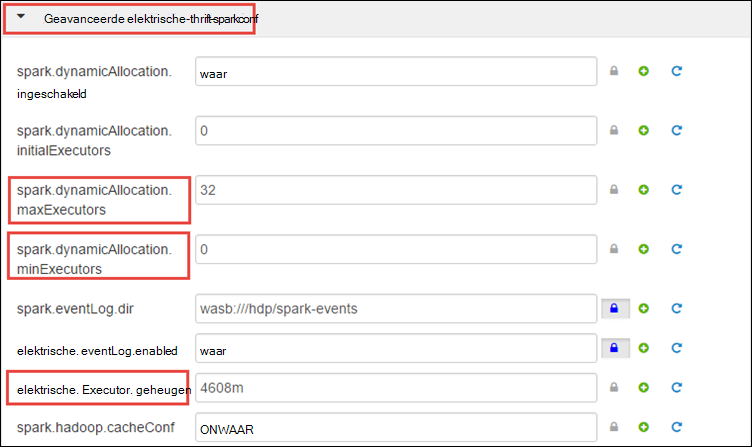 Geavanceerde elektrische-thrift-sparkconf
spark.dynamicAllocation. waar
ingeschakeld
spark.dynamicAllocation. 0
initialExecutors
spark.dynamicAllocation. 32
maxExecutors
spark.dynamicAllocation. 0
minExecutors
spark.eventLog.dir wasb:///hdp/spark-events
elektrische. eventLog.enabled waar
elektrische. Executor. geheugen 4608m
spark.hadoop.cacheConf ONWAAR